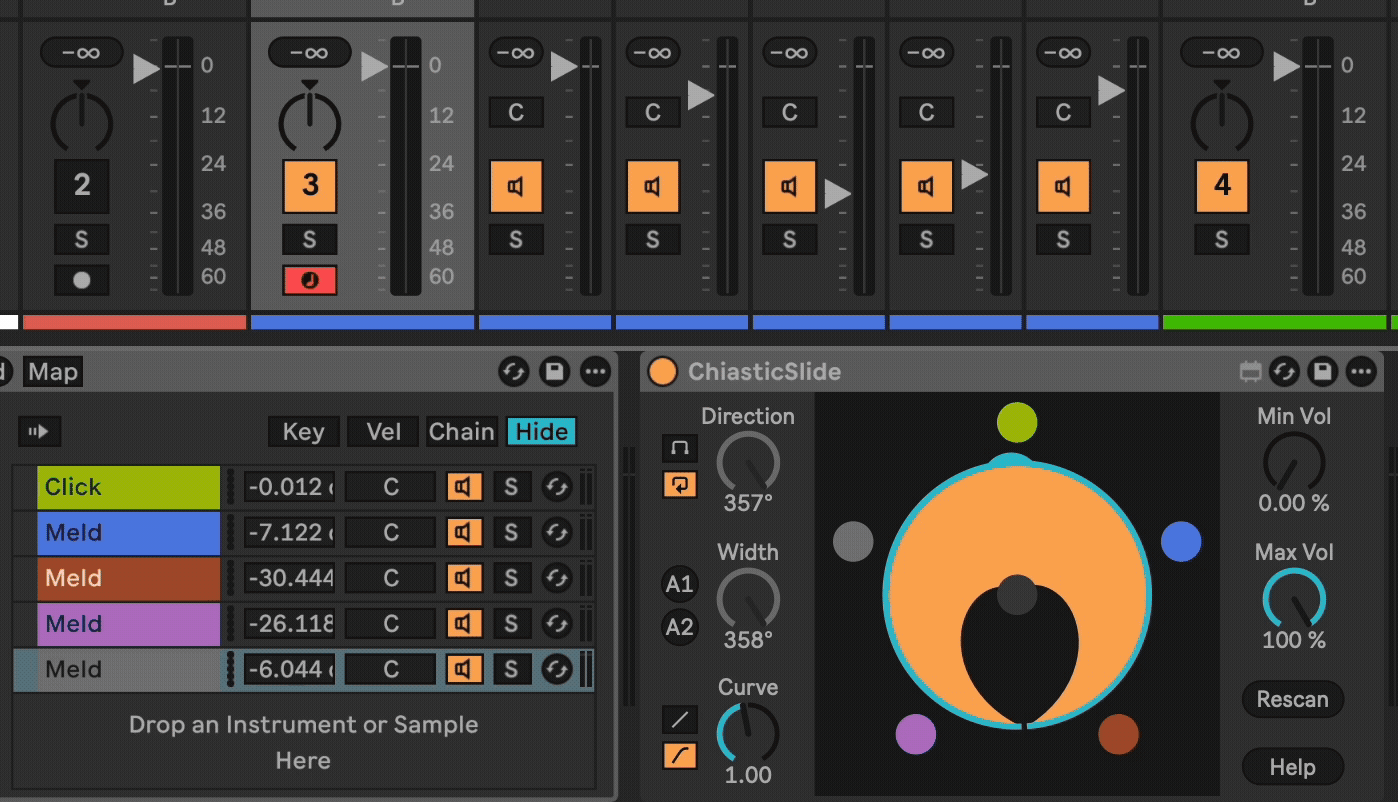 -∞ -∞ -∞ -∞ -∞ -∞ -∞ -∞
0 0 0
C C C C C
12 12 12
24 24 24
2 3 4
36 36 36
S S S S S S S S
48 48 48
60 60 60
Map
ChiasticSlide
Key Vel Chain Hide
Click -0.012 C S
Meld -7.122 C S
Meld -30.444 C S
Meld -26.118 C S
Meld -6.044 C S
Drop an Instrument or Sample
Here
Direction
357°
Width
A1
A2
358°
Curve
1.00
Min Vol
0.00 %
Max Vol
100 %
Rescan
Help